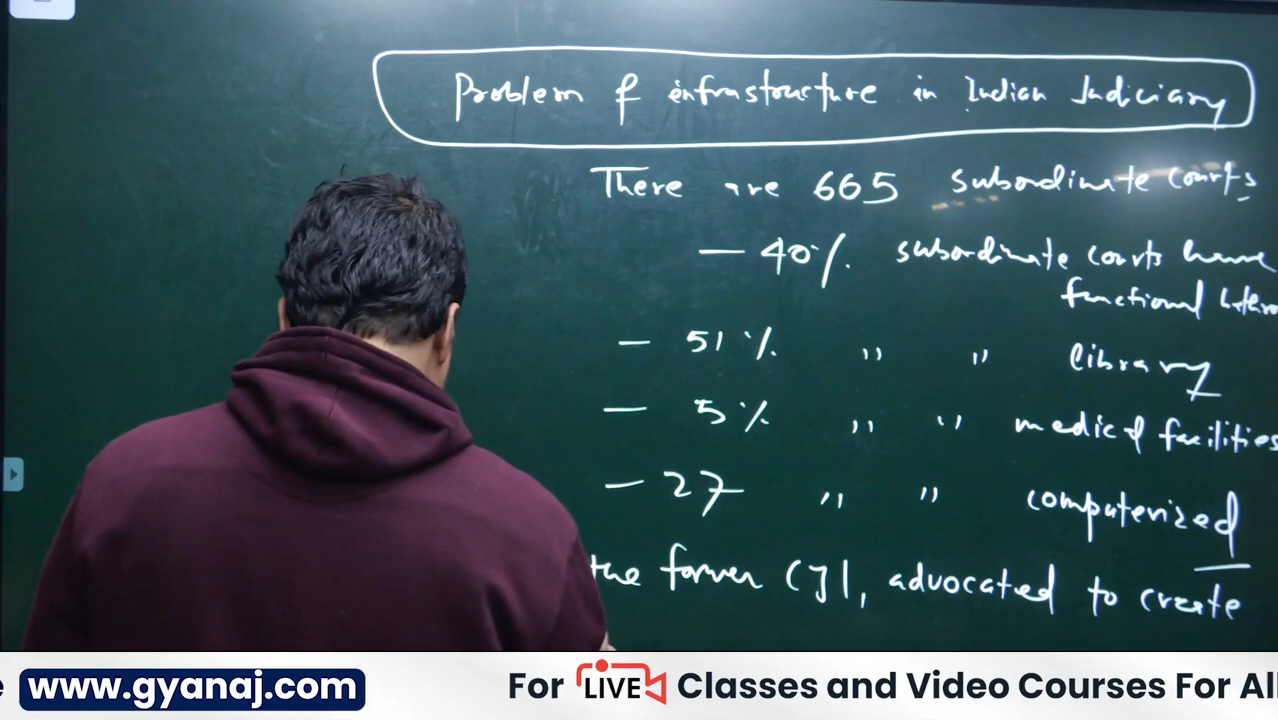 Problem of infrastructure in Indian Judiciary
There are 665 subordinate courts
— 40%. subordinate courts have
functional
— 51% " " library
— 5% " " medical facilities
— 27 " " computerized
the former CJI, advocated to create
www.gyanaj.com For LIVE Classes and Video Courses For All